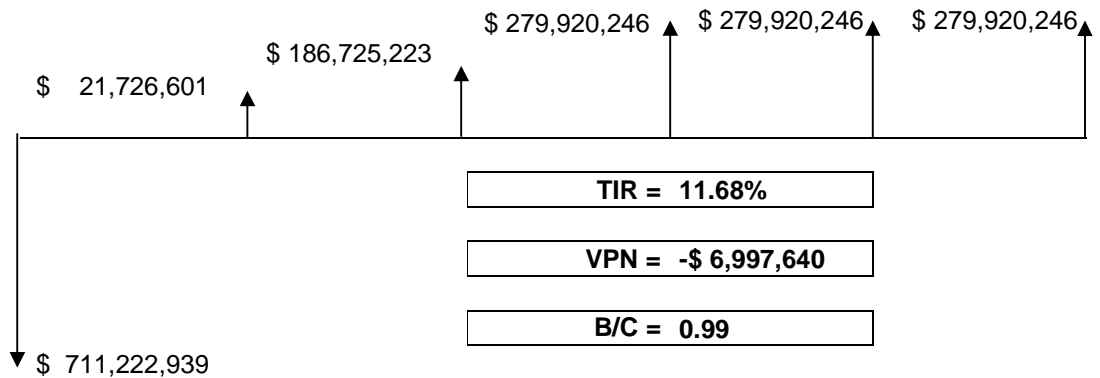 $ 279,920,246 $ 279,920,246 $ 279,920,246
$ 186,725,223
$ 21,726,601
TIR = 11.68%
VPN = -$ 6,997,640
B/C = 0.99
$ 711,222,939